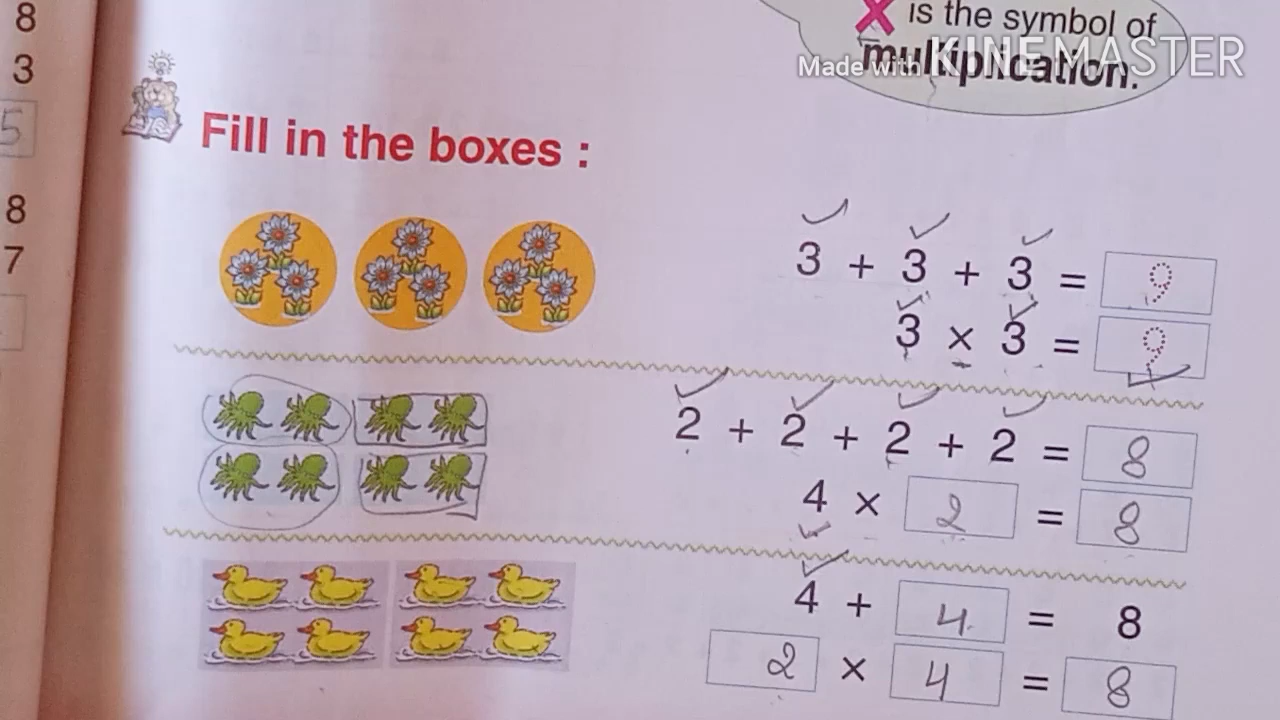 8
3
5
8
7
X is the symbol of
multiplication.
Made with KINEMASTER
Fill in the boxes :
3 + 3 + 3 = 9
3 × 3 = 9
2 + 2 + 2 + 2 = 8
4 × 2 = 8
4 + 4 = 8
2 × 4 = 8